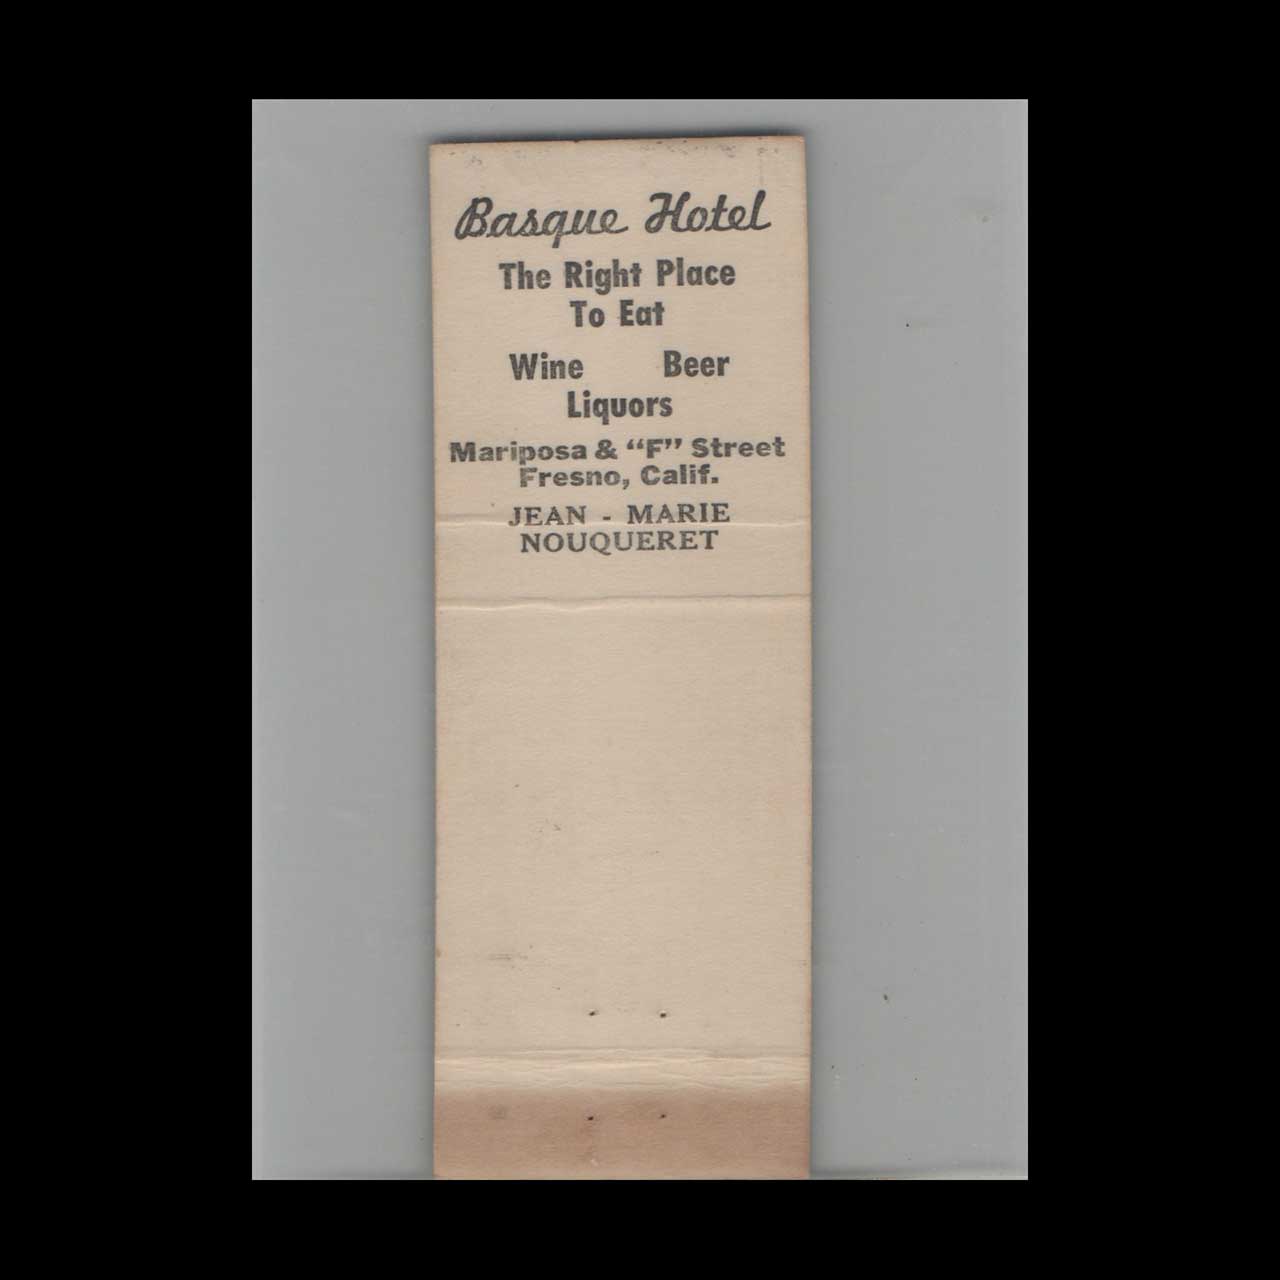 Basque Hotel
The Right Place
To Eat
Wine Beer
Liquors
Mariposa & “F” Street
Fresno, Calif.
JEAN - MARIE
NOUQUERET